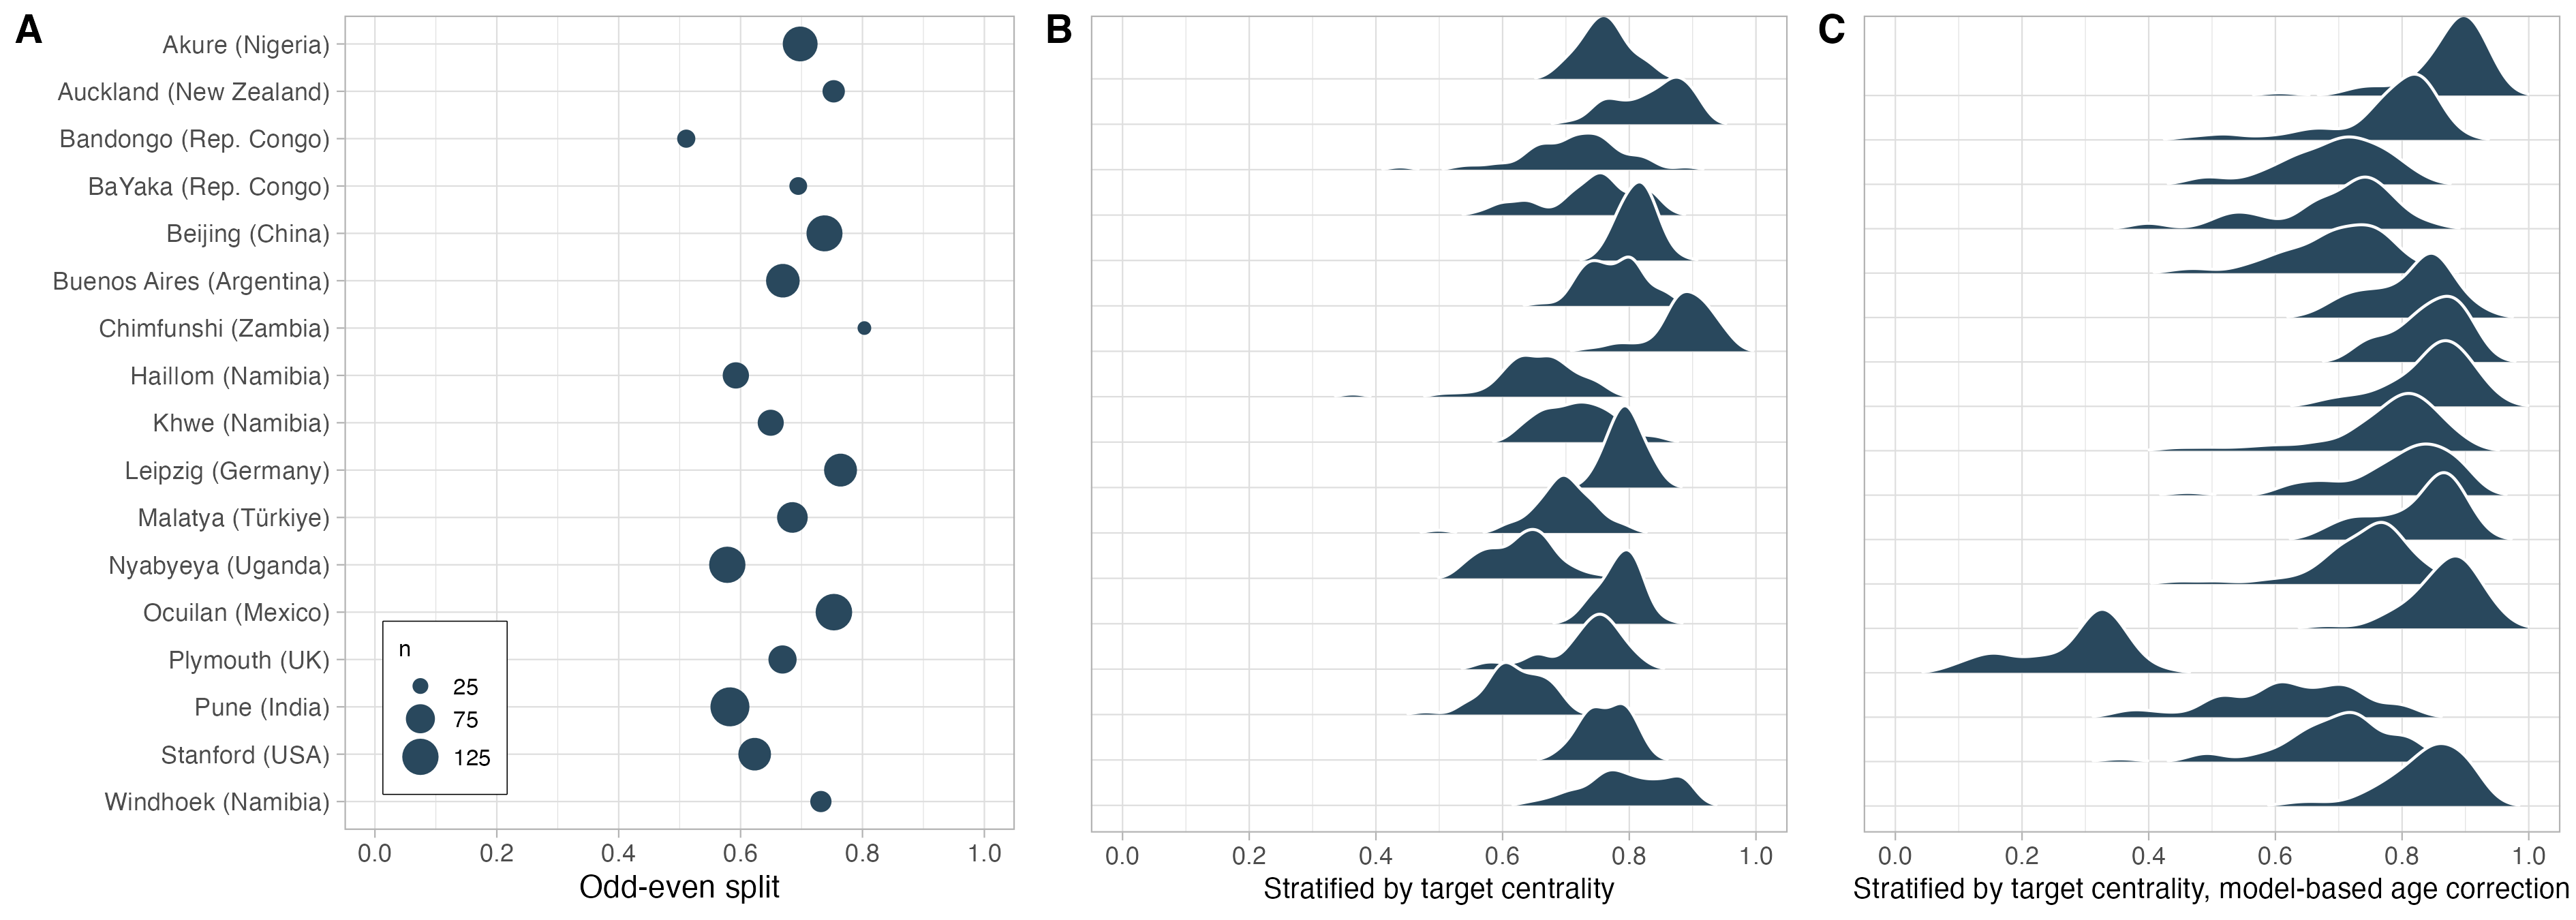 A
Akure (Nigeria)
Auckland (New Zealand)
Bandongo (Rep. Congo)
BaYaka (Rep. Congo)
Beijing (China)
Buenos Aires (Argentina)
Chimfunshi (Zambia)
Haillom (Namibia)
Khwe (Namibia)
Leipzig (Germany)
Malatya (Türkiye)
Nyabyeya (Uganda)
Ocuilan (Mexico)
Plymouth (UK)
Pune (India)
Stanford (USA)
Windhoek (Namibia)
n
25
75
125
0.0 0.2 0.4 0.6 0.8 1.0
Odd-even split
B
0.0 0.2 0.4 0.6 0.8 1.0
Stratified by target centrality
C
0.0 0.2 0.4 0.6 0.8 1.0
Stratified by target centrality, model-based age correction